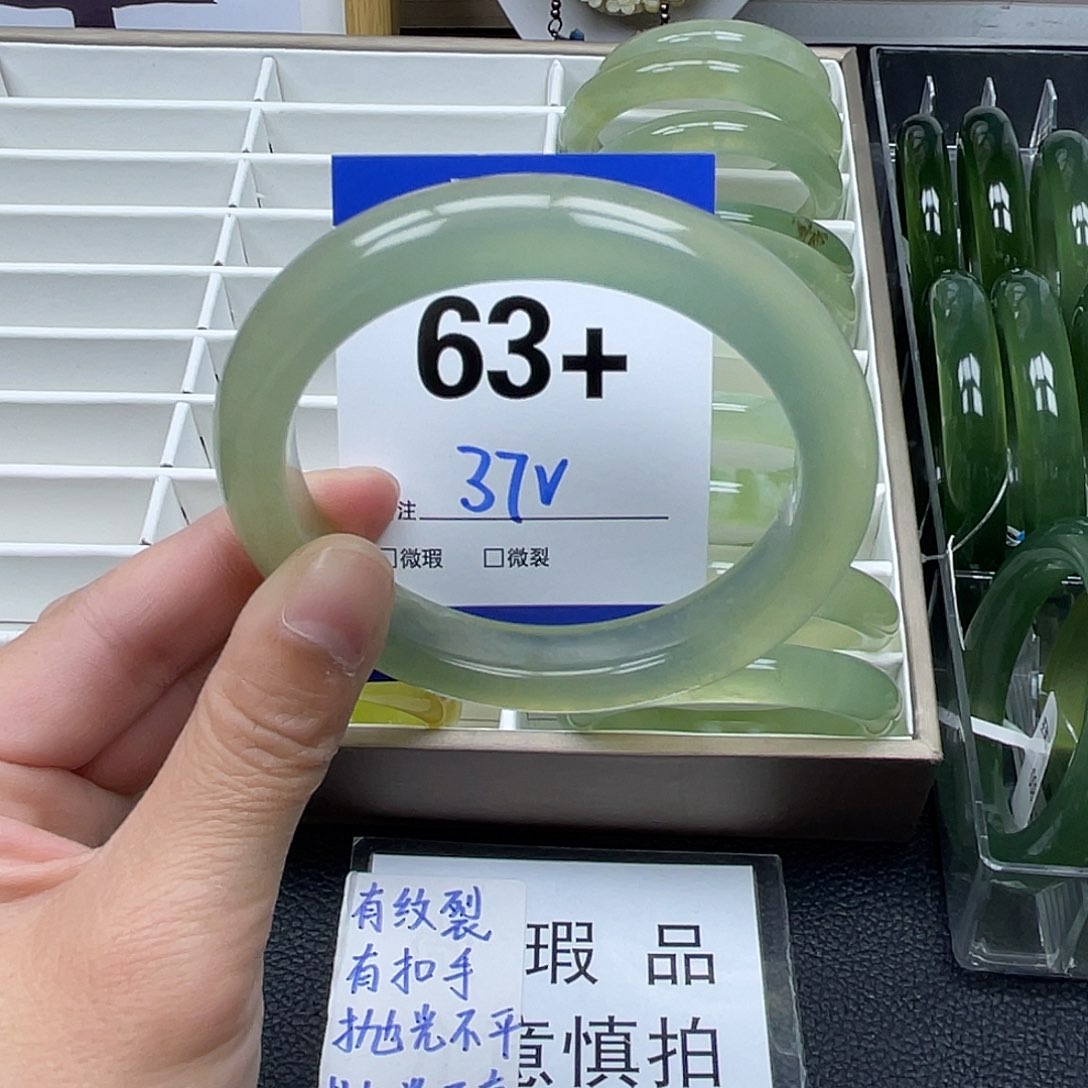 63+
37v
注
□微瑕 □微裂
有纹裂
有扣手
抛光不平
瑕 品
意慎拍